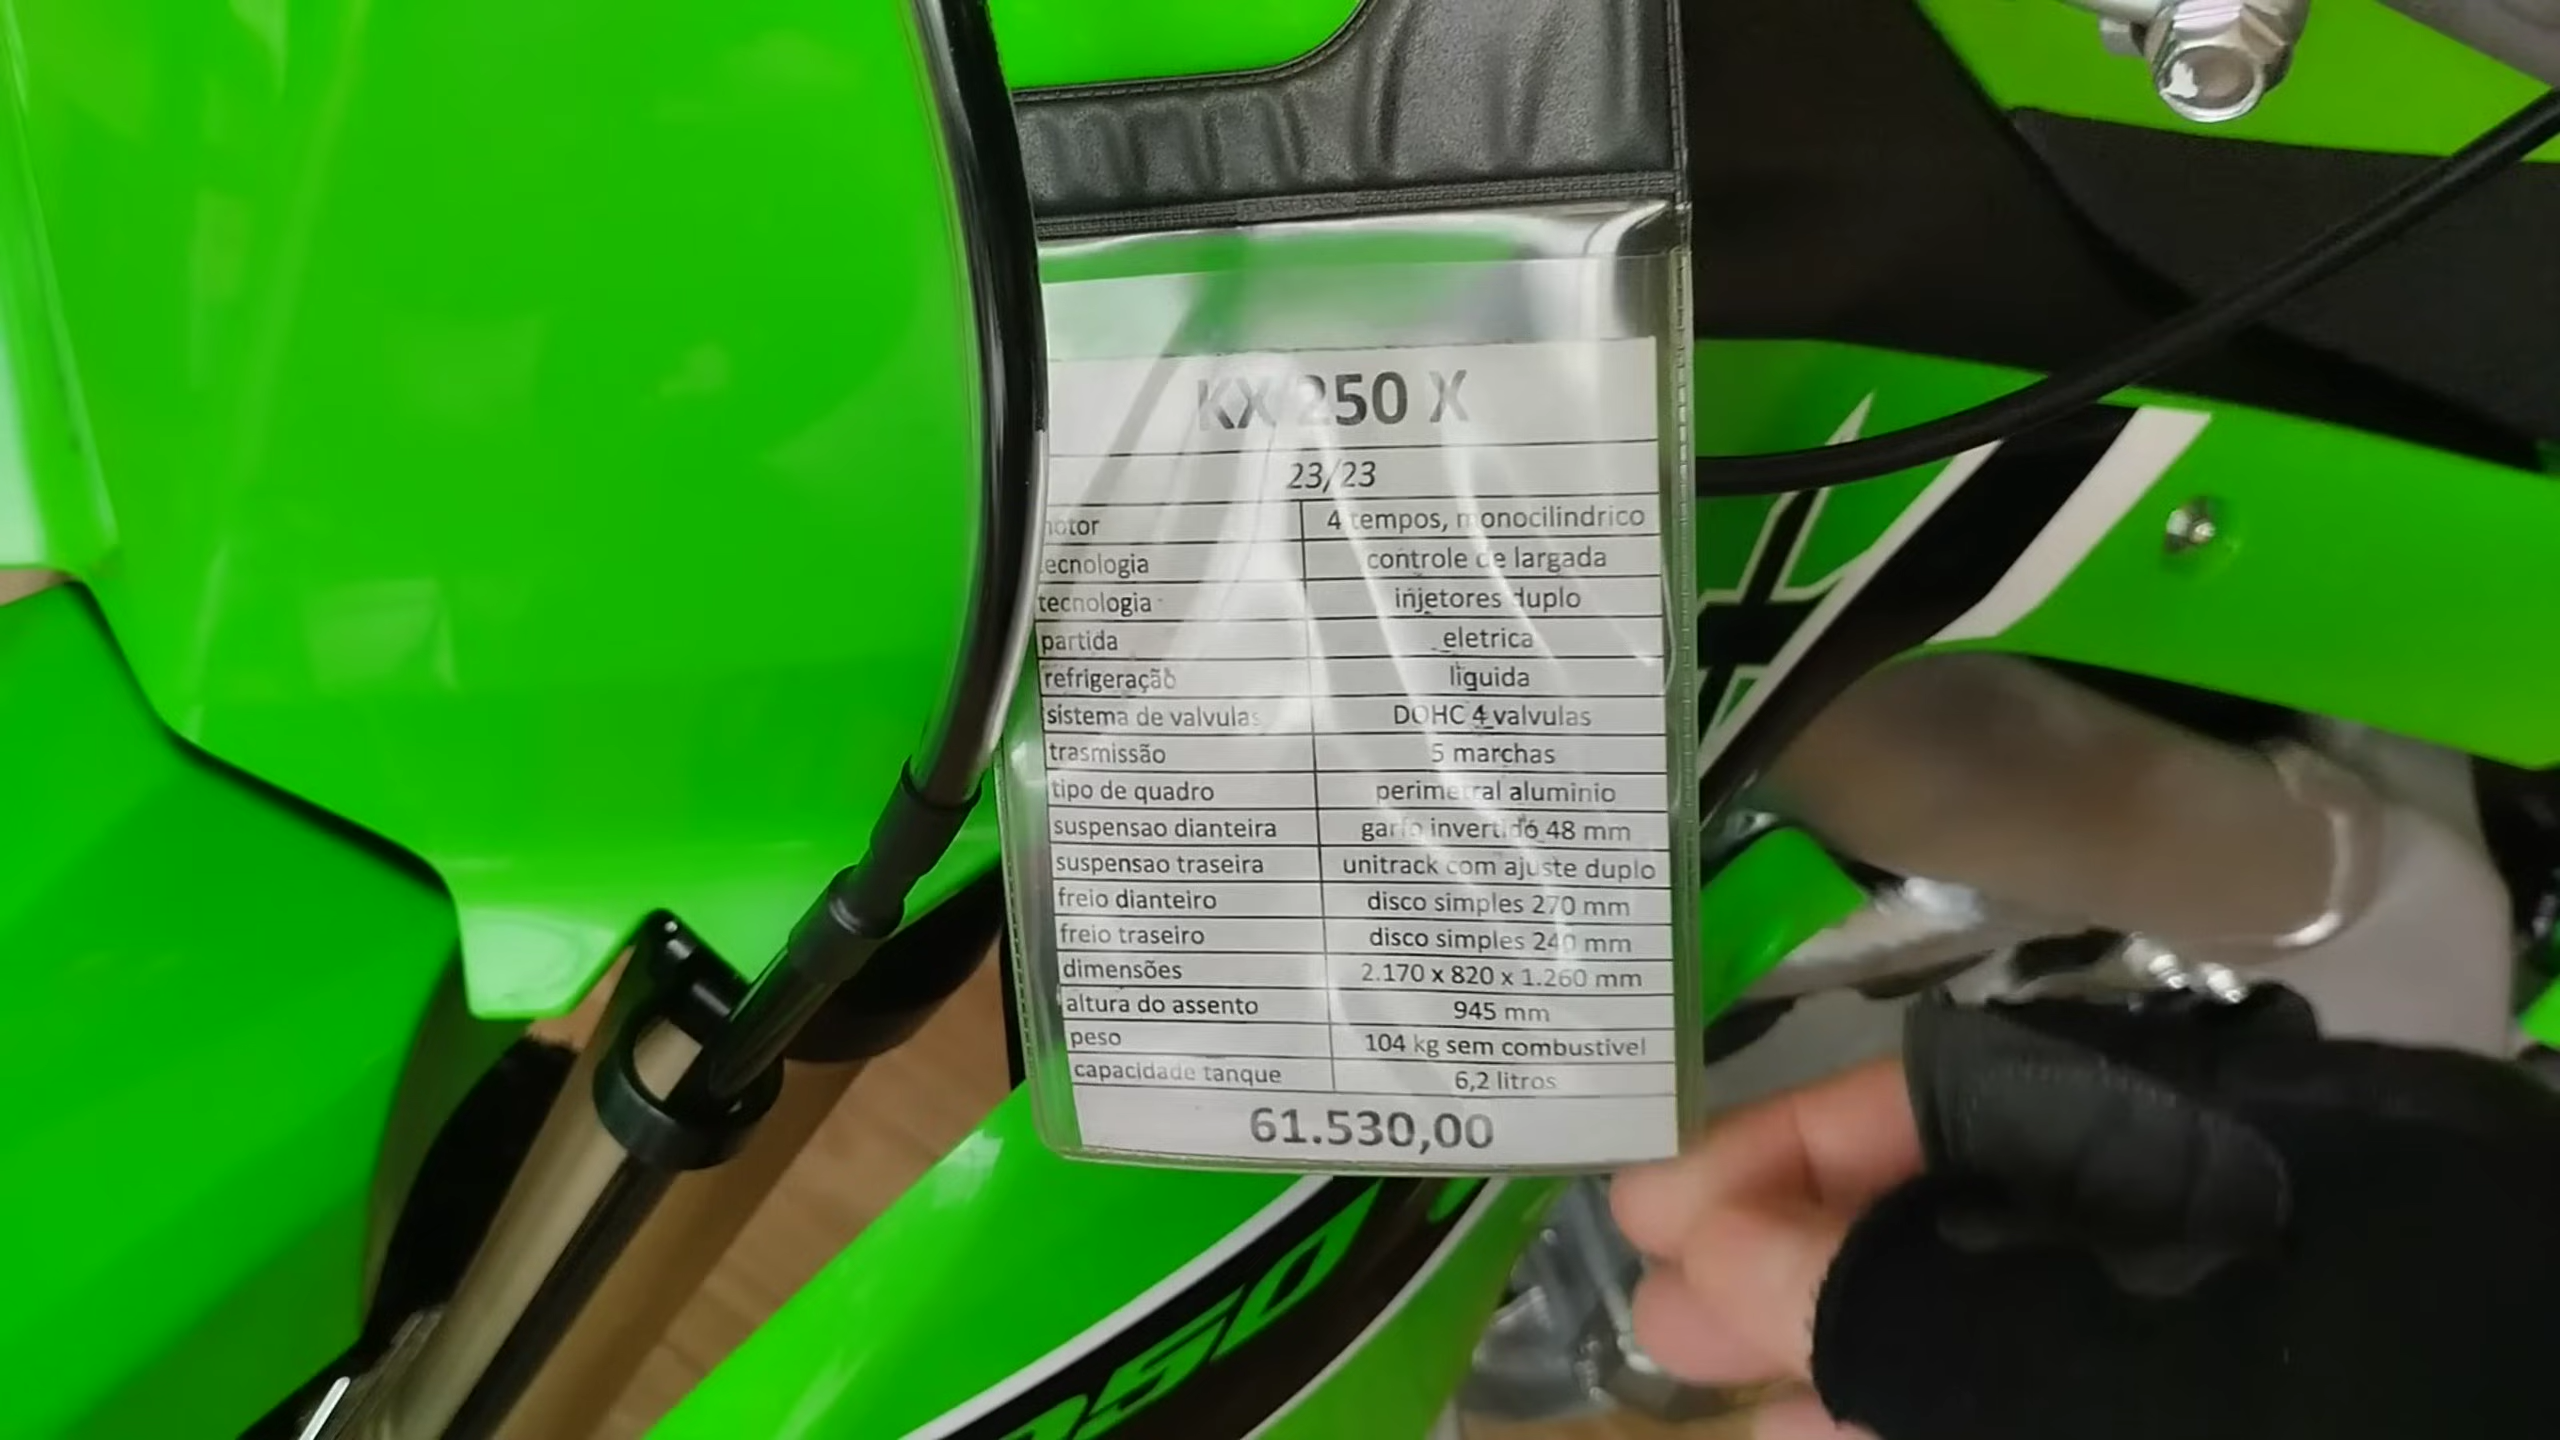 KX 250 X
23/23
motor 4 tempos, monocilindrico
tecnologia controle de largada
tecnologia injetores duplo
partida eletrica
refrigeração liguida
sistema de valvulas DOHC 4 valvulas
trasmissão 5 marchas
tipo de quadro perimetral aluminio
suspensao dianteira garfo invertido 48 mm
suspensao traseira unitrack com ajuste duplo
freio dianteiro disco simples 270 mm
freio traseiro disco simples 240 mm
dimensões 2.170 x 820 x 1.260 mm
altura do assento 945 mm
peso 104 kg sem combustivel
capacidade tanque 6,2 litros
61.530,00
250